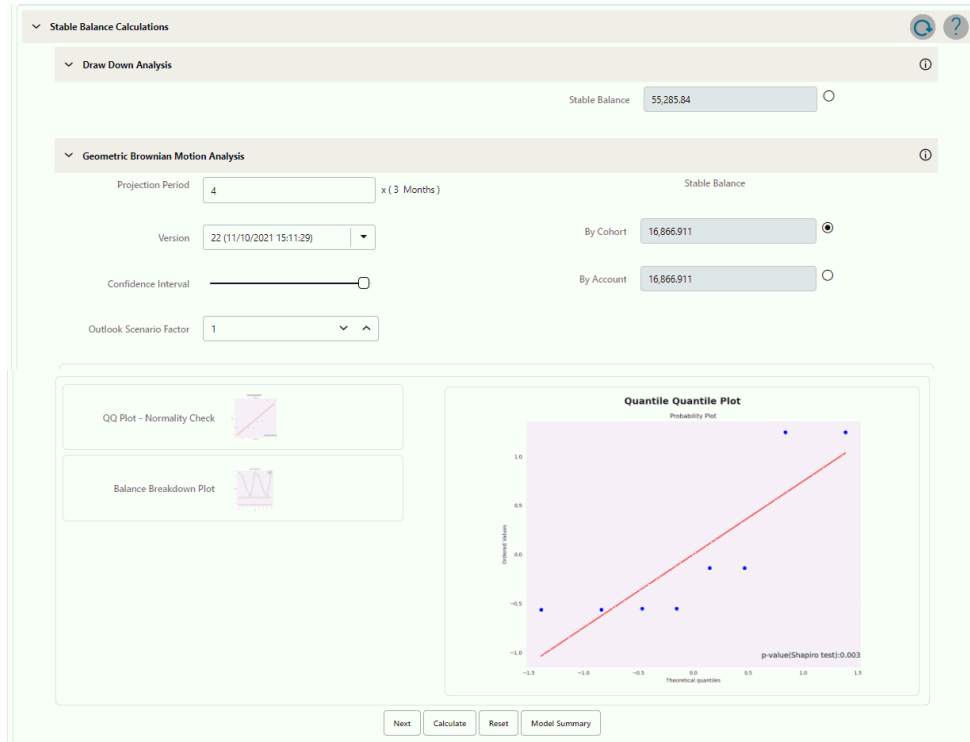 Stable Balance Calculations
?
Draw Down Analysis
Stable Balance 55,285.84
Geometric Brownian Motion Analysis
Projection Period 4 x ( 3 Months )
Stable Balance
Version 22 (11/10/2021 15:11:29)
By Cohort 16,866.911
Confidence Interval
By Account 16,866.911
Outlook Scenario Factor 1
QQ Plot - Normality Check
Balance Breakdown Plot
Quantile Quantile Plot
Probability Plot
1.0
0.5
0.0
−0.5
−1.0
Ordered Values
p-value(Shapiro test):0.003
−1.5 −1.0 −0.5 0.0 0.5 1.0 1.5
Theoretical quantiles
Next Calculate Reset Model Summary